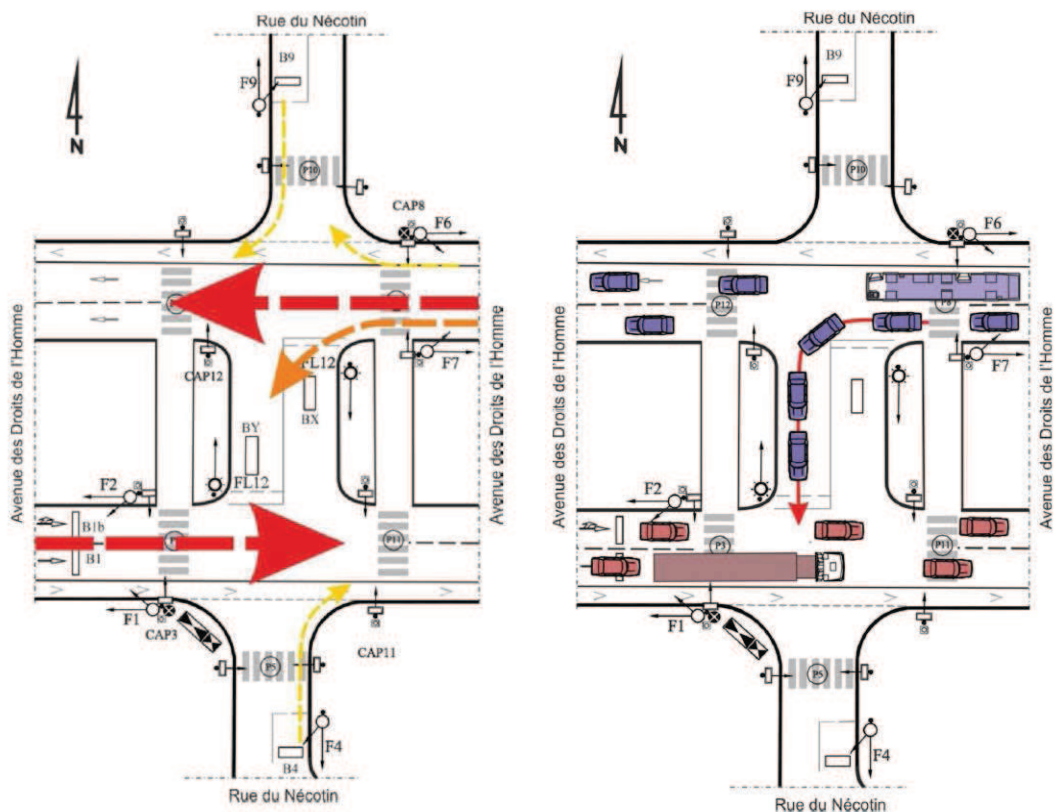 Rue du Nécotin
B9
F9
N
P10
CAP8
F6
Avenue des Droits de l'Homme
Avenue des Droits de l'Homme
CAP12
FL12
F7
BX
BY
FL12
F2
B1b
B1
P11
F1
CAP3
CAP11
P5
B4
F4
Rue du Nécotin
Rue du Nécotin
B9
F9
N
P10
F6
Avenue des Droits de l'Homme
Avenue des Droits de l'Homme
P12
P8
F7
F2
P3
P11
F1
P5
F4
Rue du Nécotin